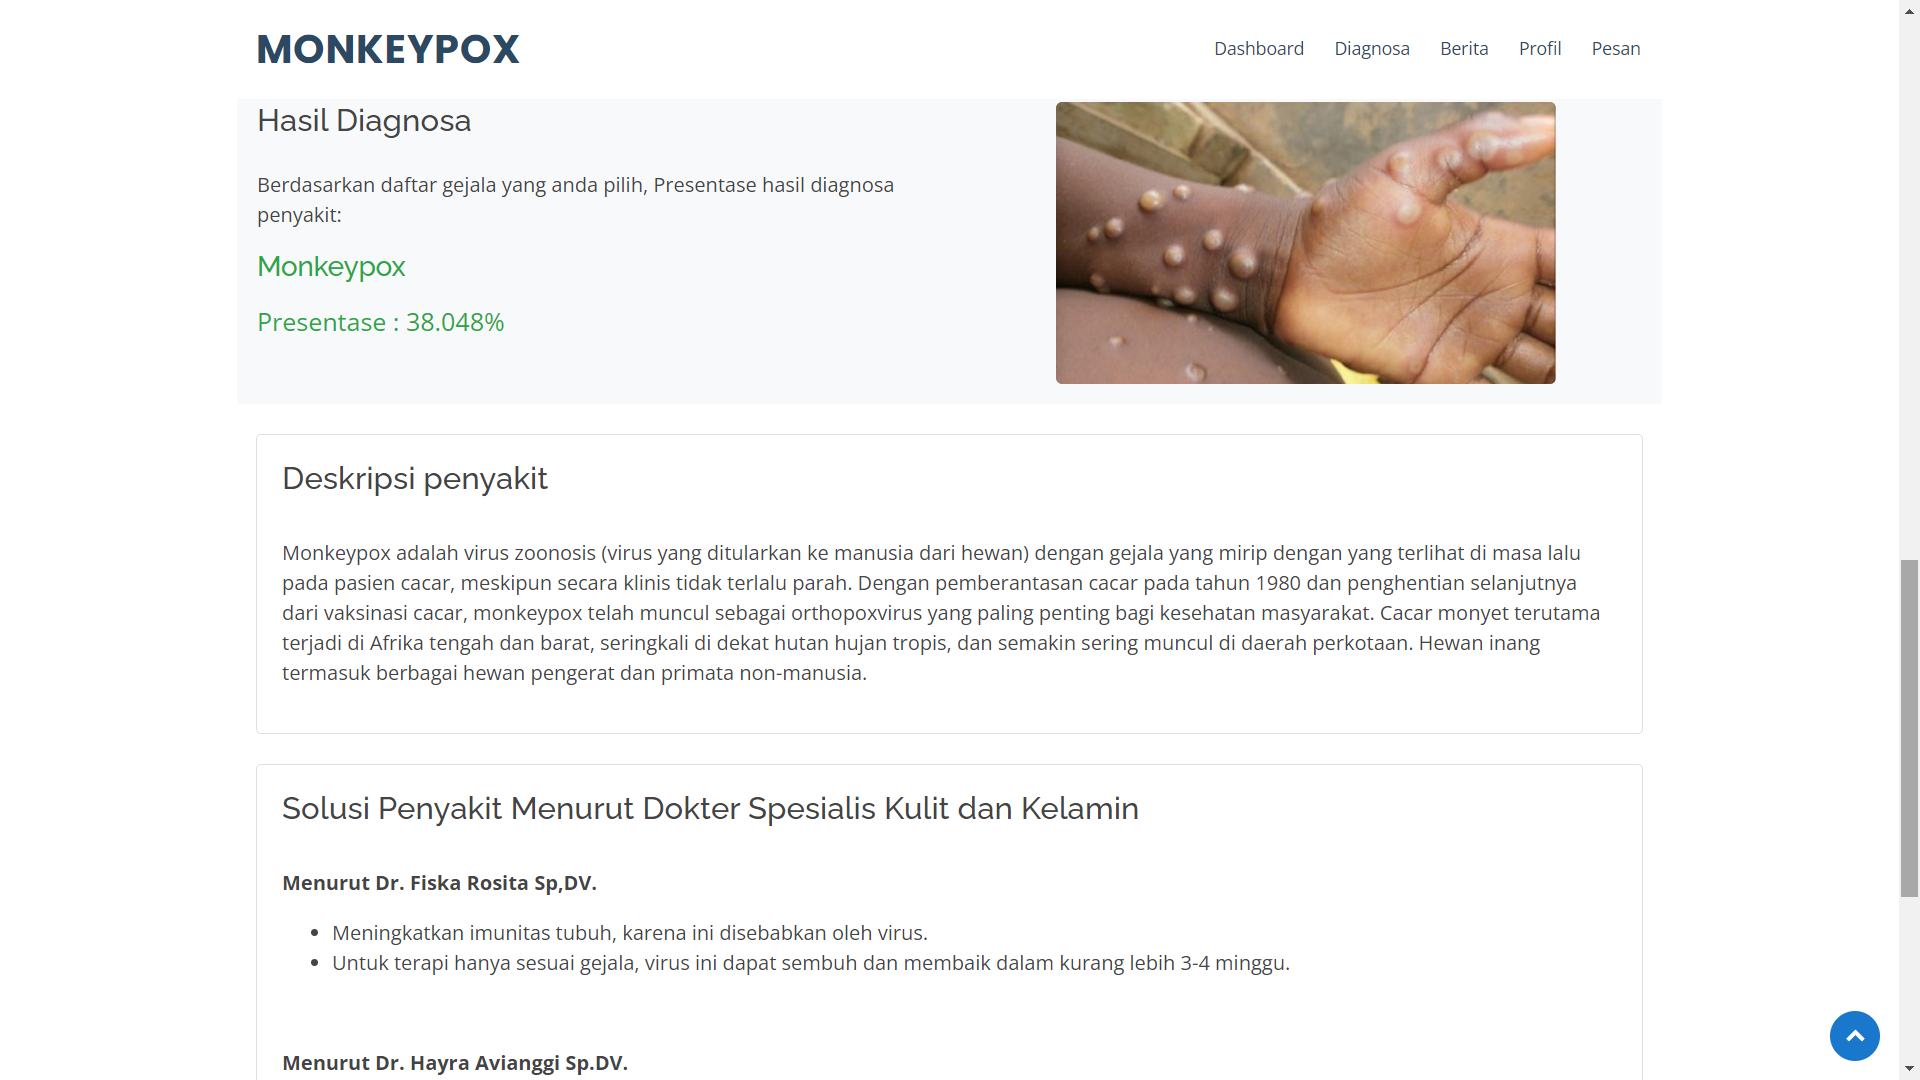 MONKEYPOX
Dashboard Diagnosa Berita Profil Pesan
Hasil Diagnosa
Berdasarkan daftar gejala yang anda pilih, Presentase hasil diagnosa
penyakit:
Monkeypox
Presentase : 38.048%
Deskripsi penyakit
Monkeypox adalah virus zoonosis (virus yang ditularkan ke manusia dari hewan) dengan gejala yang mirip dengan yang terlihat di masa lalu
pada pasien cacar, meskipun secara klinis tidak terlalu parah. Dengan pemberantasan cacar pada tahun 1980 dan penghentian selanjutnya
dari vaksinasi cacar, monkeypox telah muncul sebagai orthopoxvirus yang paling penting bagi kesehatan masyarakat. Cacar monyet terutama
terjadi di Afrika tengah dan barat, seringkali di dekat hutan hujan tropis, dan semakin sering muncul di daerah perkotaan. Hewan inang
termasuk berbagai hewan pengerat dan primata non-manusia.
Solusi Penyakit Menurut Dokter Spesialis Kulit dan Kelamin
Menurut Dr. Fiska Rosita Sp,DV.
• Meningkatkan imunitas tubuh, karena ini disebabkan oleh virus.
• Untuk terapi hanya sesuai gejala, virus ini dapat sembuh dan membaik dalam kurang lebih 3-4 minggu.
Menurut Dr. Hayra Avianggi Sp.DV.